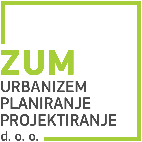 ZUM
URBANIZEM
PLANIRANJE
PROJEKTIRANJE
d. o. o.